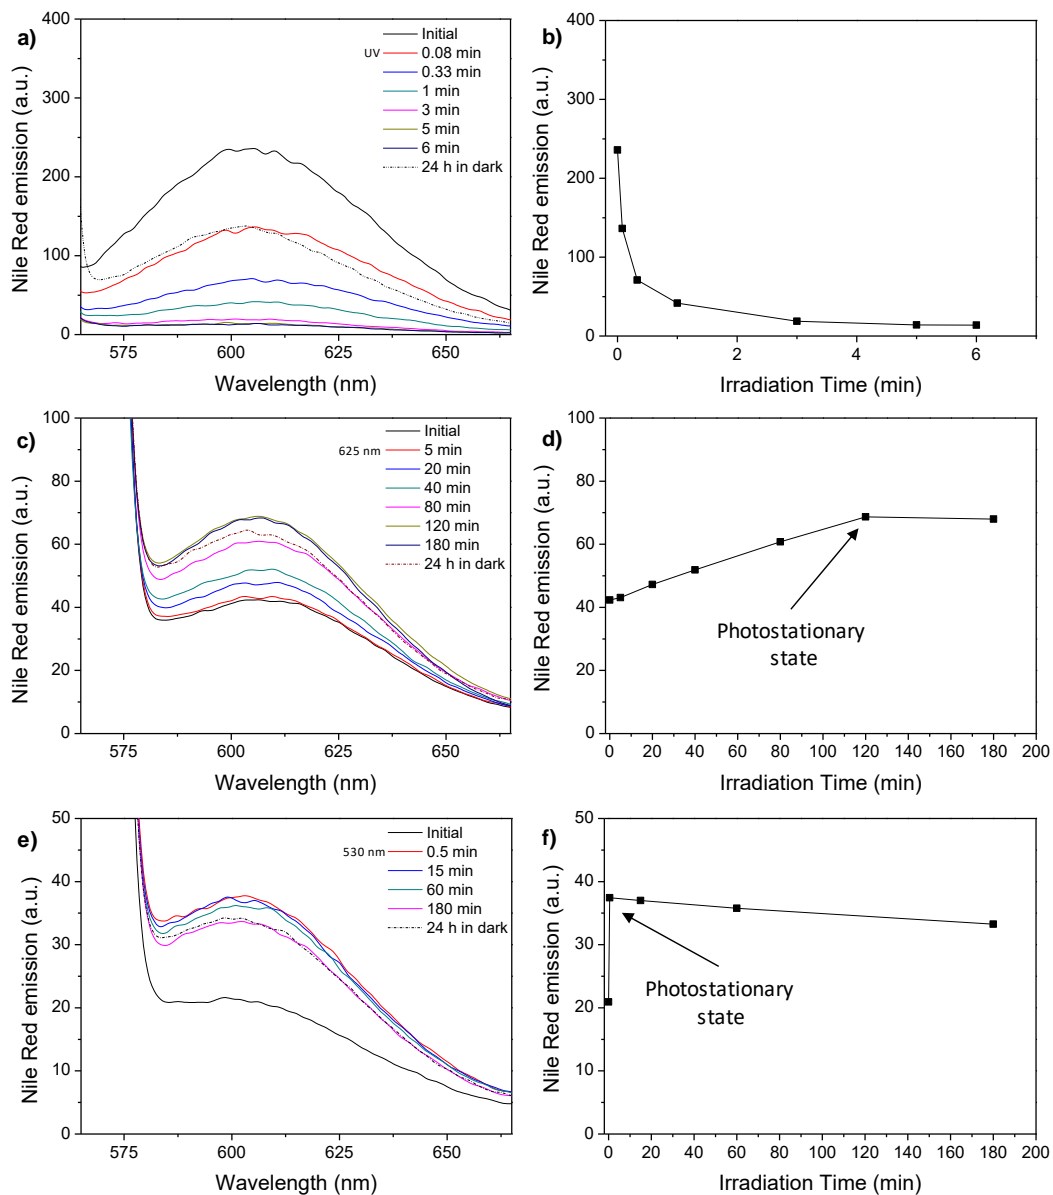 a)
Nile Red emission (a.u.)
400
300
200
100
0
Initial
UV 0.08 min
0.33 min
1 min
3 min
5 min
6 min
24 h in dark
575 600 625 650
Wavelength (nm)
b)
Nile Red emission (a.u.)
400
300
200
100
0
0 2 4 6
Irradiation Time (min)
c)
Nile Red emission (a.u.)
100
80
60
40
20
0
Initial
625 nm 5 min
20 min
40 min
80 min
120 min
180 min
24 h in dark
575 600 625 650
Wavelength (nm)
d)
Nile Red emission (a.u.)
100
80
60
40
20
0
Photostationary
state
0 20 40 60 80 100 120 140 160 180 200
Irradiation Time (min)
e)
Nile Red emission (a.u.)
50
40
30
20
10
0
Initial
530 nm 0.5 min
15 min
60 min
180 min
24 h in dark
575 600 625 650
Wavelength (nm)
f)
Nile Red emission (a.u.)
50
40
30
20
10
0
Photostationary
state
0 20 40 60 80 100 120 140 160 180 200
Irradiation Time (min)